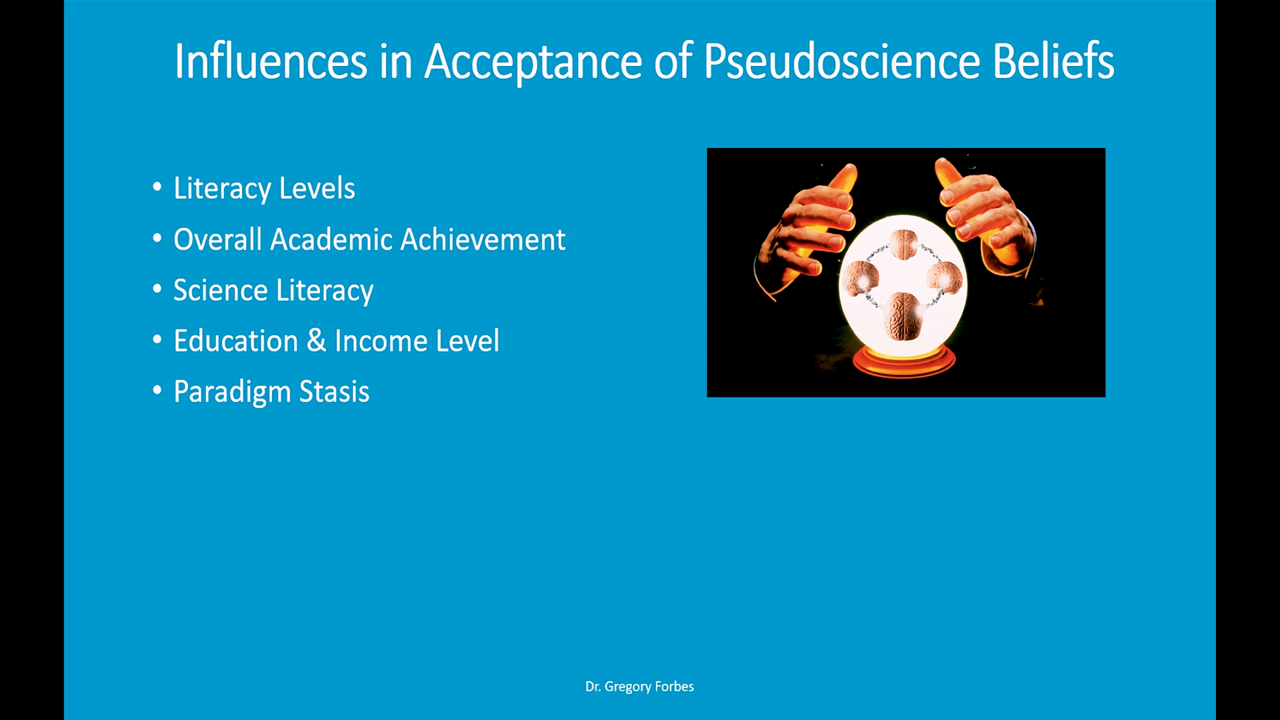 Influences in Acceptance of Pseudoscience Beliefs
• Literacy Levels
• Overall Academic Achievement
• Science Literacy
• Education & Income Level
• Paradigm Stasis
Dr. Gregory Forbes